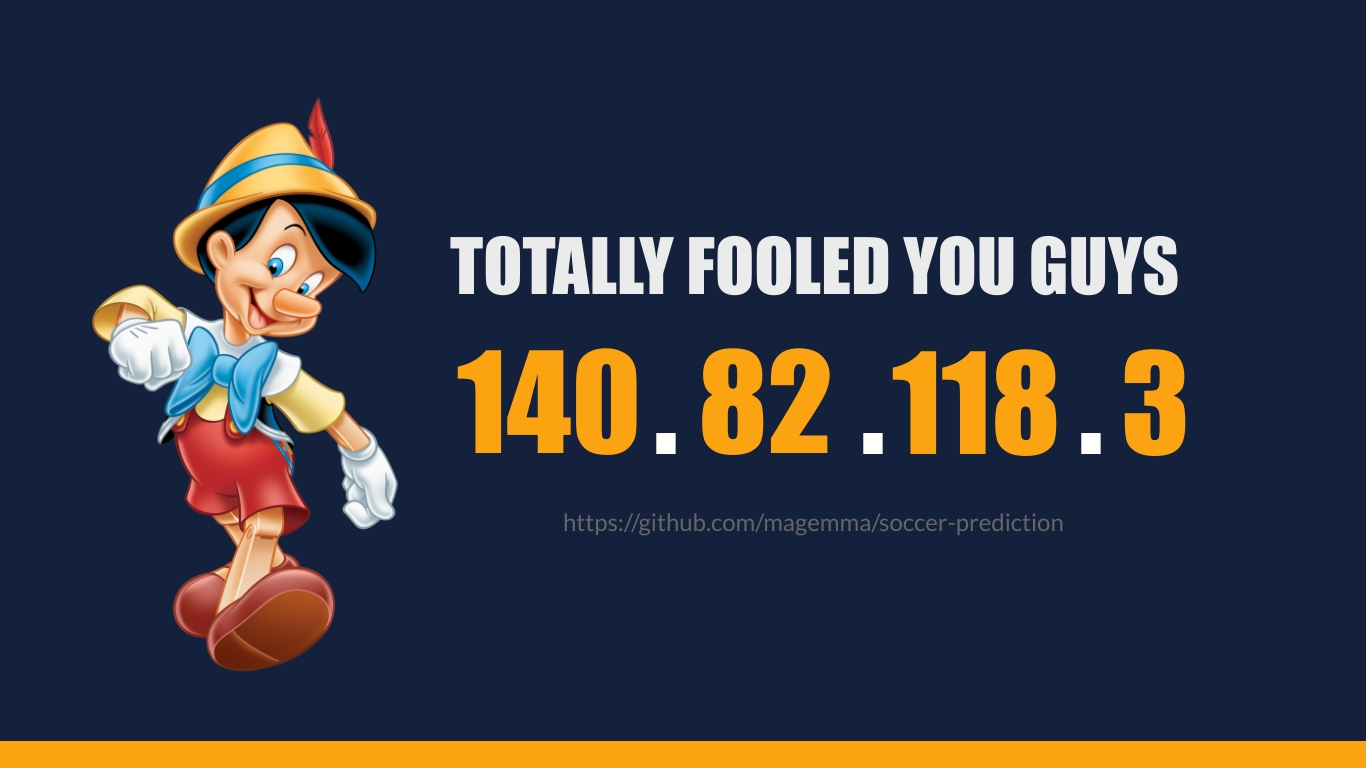 TOTALLY FOOLED YOU GUYS
140 . 82 . 118 . 3
https://github.com/magemma/soccer-prediction